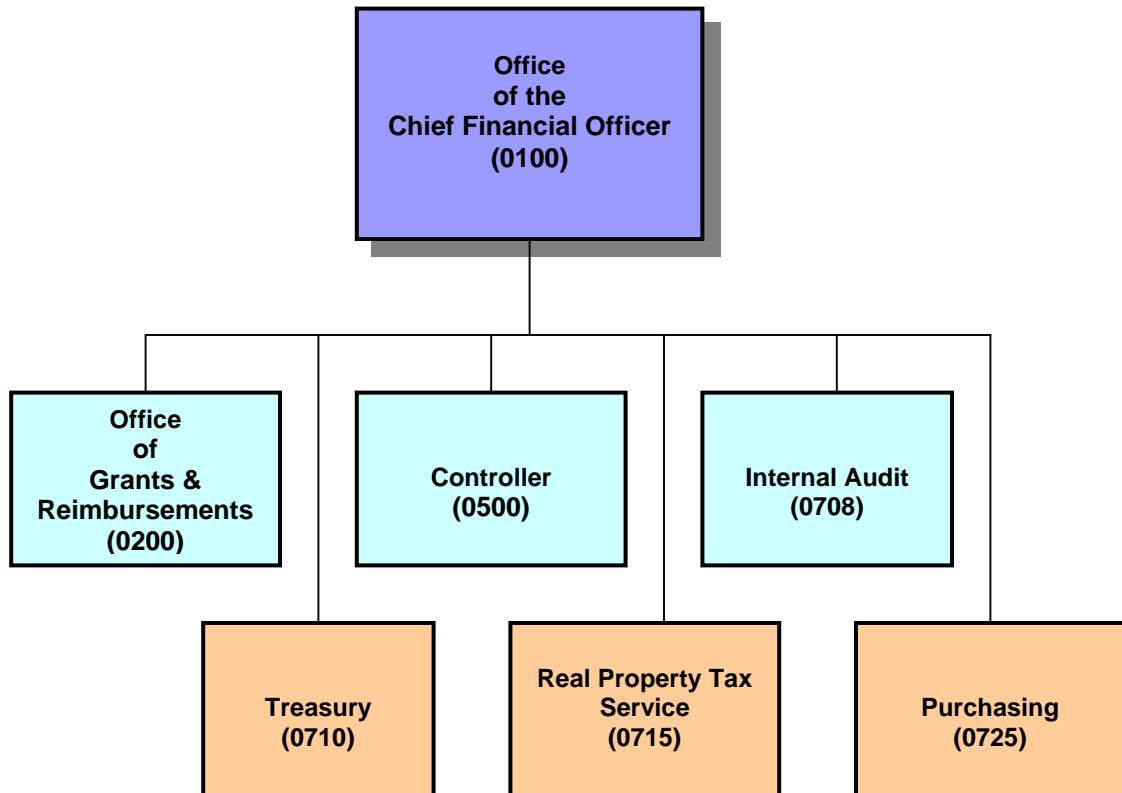 Office
of the
Chief Financial Officer
(0100)
Office
of
Grants &
Reimbursements
(0200)
Controller
(0500)
Internal Audit
(0708)
Treasury
(0710)
Real Property Tax
Service
(0715)
Purchasing
(0725)